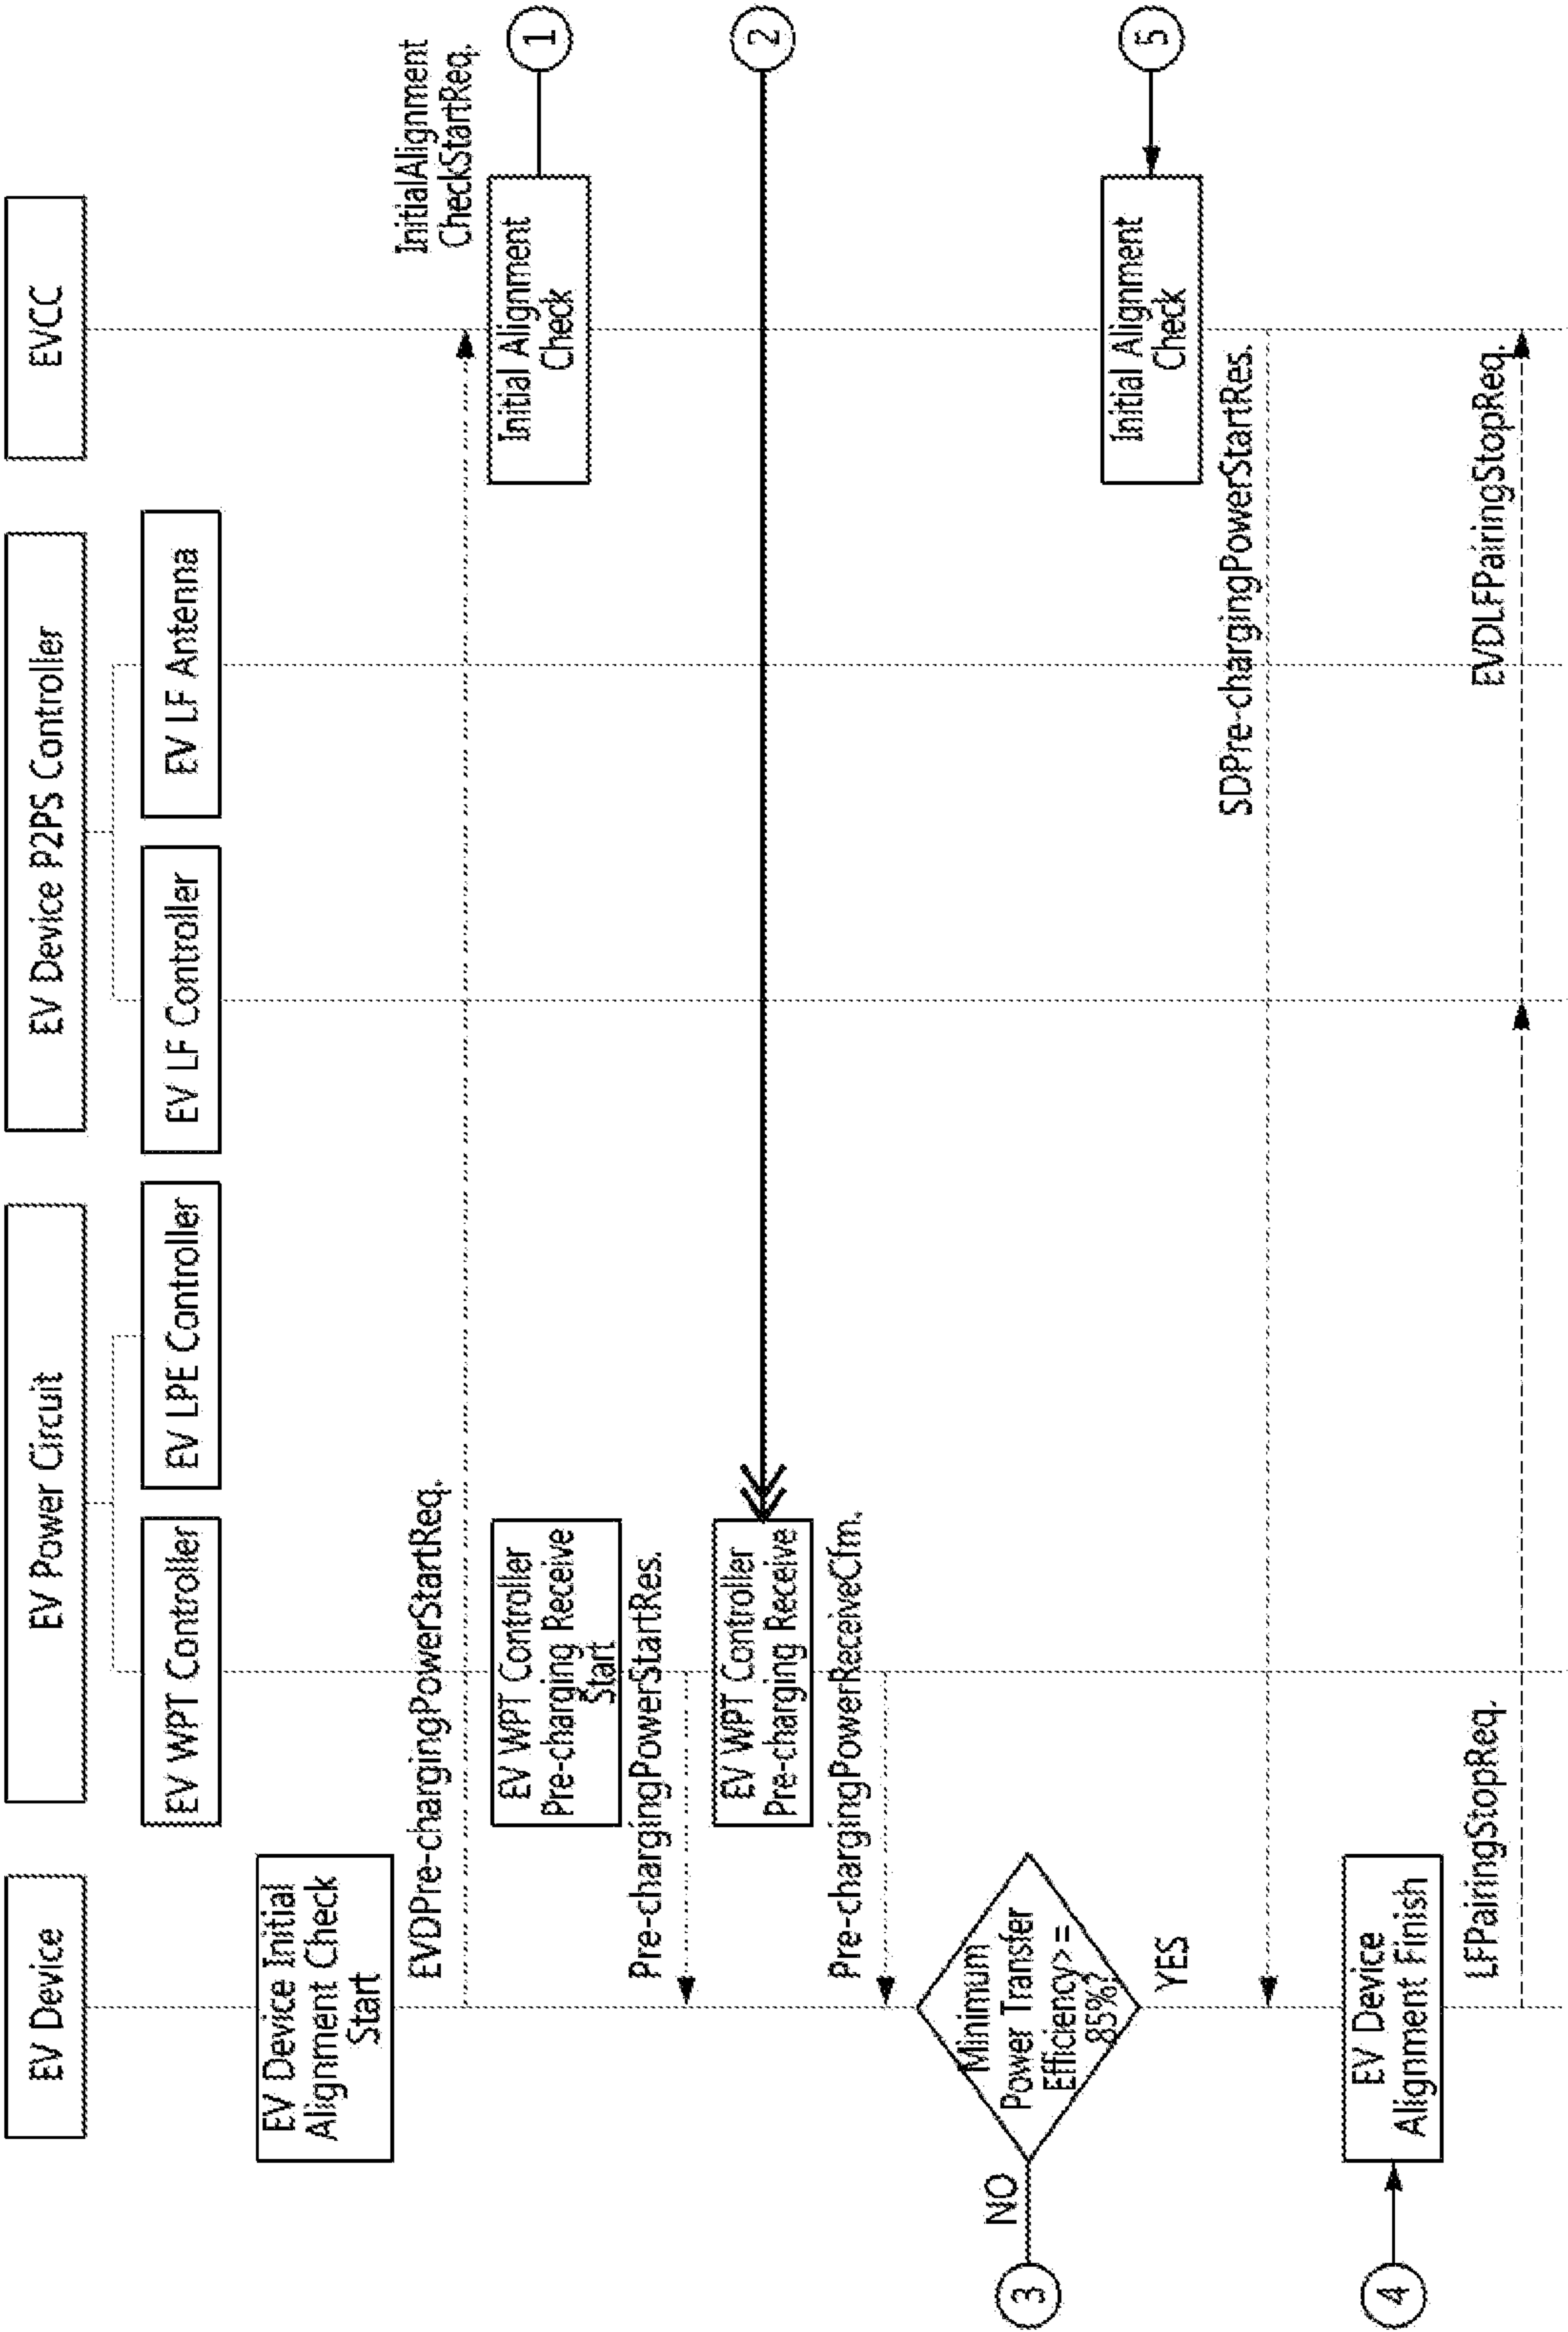 EV Device
EV Power Circuit
EV Device P2PS Controller
EVCC
EV WPT Controller
EV LPE Controller
EV LF Controller
EV LF Antenna
EV Device Initial
Alignment Check
Start
EVDPre-chargingPowerStartReq.
InitialAlignment
CheckStartReq.
EV WPT Controller
Pre-charging Receive
Start
Initial Alignment
Check
1
Pre-chargingPowerStartRes.
EV WPT Controller
Pre-charging Receive
2
Pre-chargingPowerReceiveCfm.
Minimum
Power Transfer
Efficiency>=
85%?
NO
3
YES
Initial Alignment
Check
5
SDPre-chargingPowerStartRes.
4
EV Device
Alignment Finish
LFPairingStopReq.
EVDLFPairingStopReq.